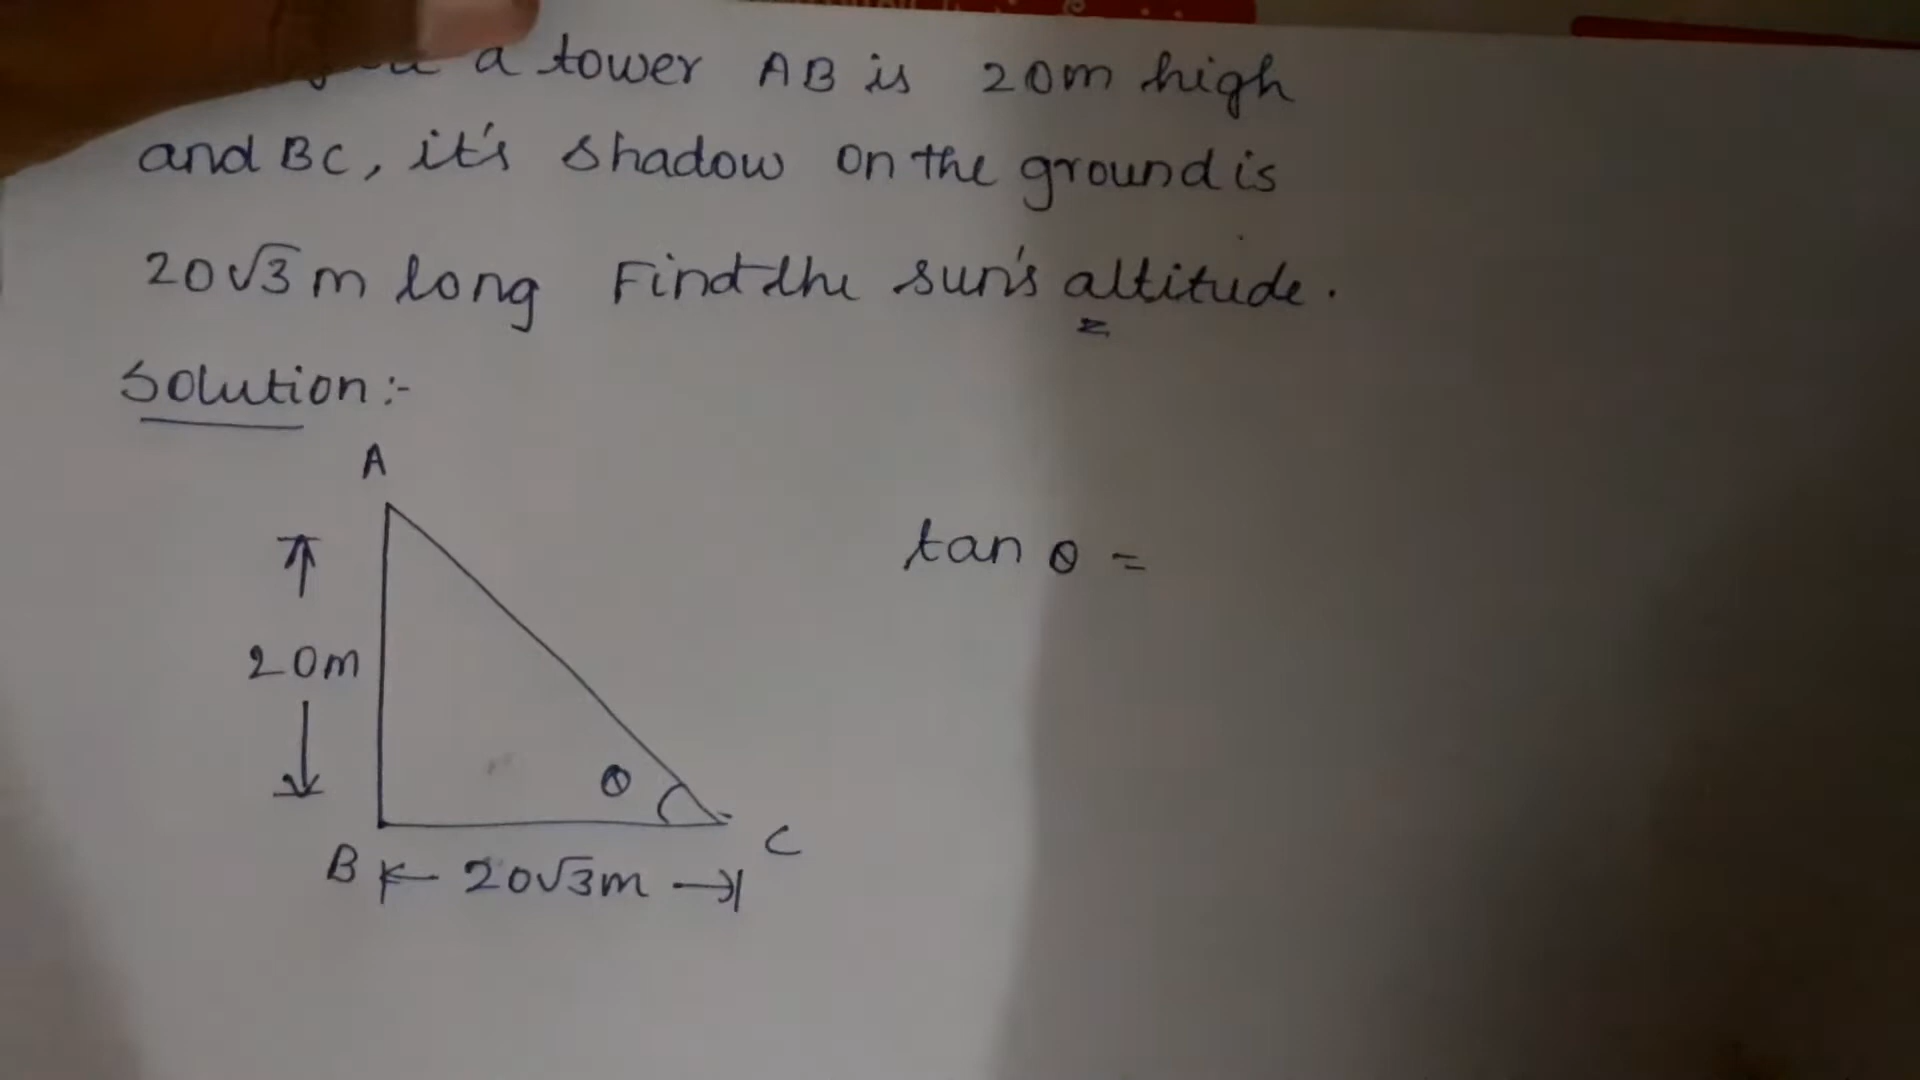 a tower AB is 20m high
and BC, it's shadow on the ground is
20√3 m long Find the sun's altitude.
Solution :-
A
tan θ =
20m
θ
B
C
20√3m